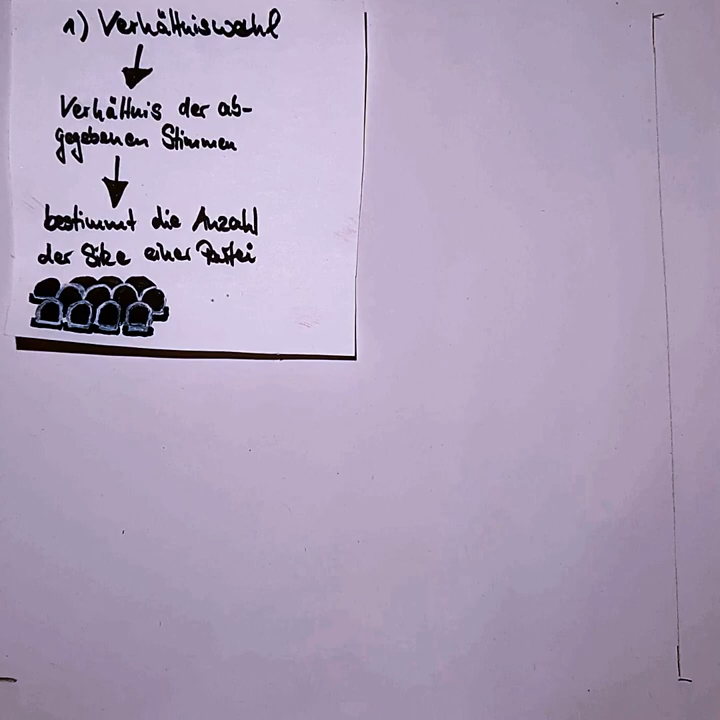 1) Verhältniswahl
Verhältnis der ab-
gegebenen Stimmen
bestimmt die Anzahl
der Sitze einer Partei